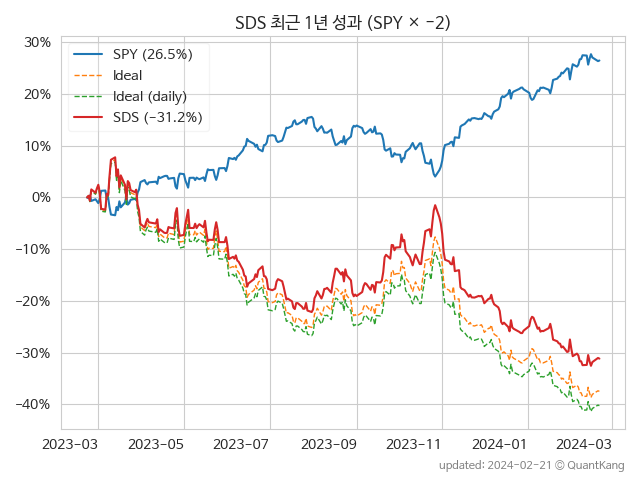 SDS 최근 1년 성과 (SPY × −2)
30%
20%
10%
0%
−10%
−20%
−30%
−40%
SPY (26.5%)
Ideal
Ideal (daily)
SDS (−31.2%)
2023-03 2023-05 2023-07 2023-09 2023-11 2024-01 2024-03
updated: 2024-02-21 © QuantKang